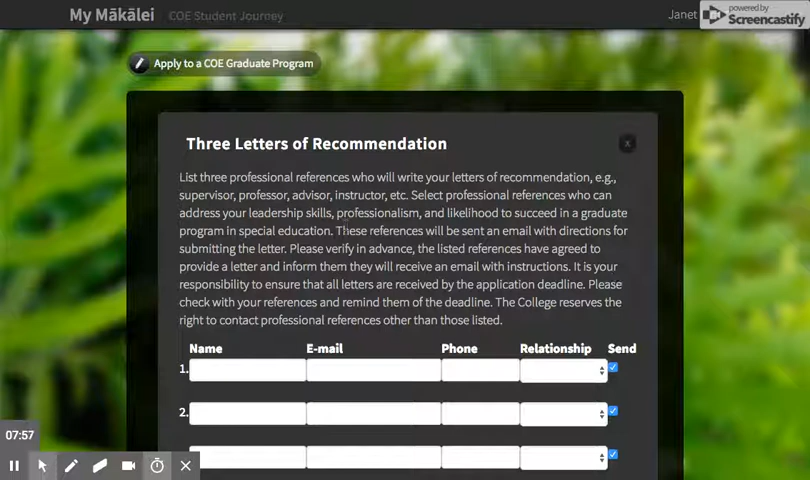 My Mākālei COE Student Journey Janet
powered by
Screencastify
Apply to a COE Graduate Program
Three Letters of Recommendation
x
List three professional references who will write your letters of recommendation, e.g.,
supervisor, professor, advisor, instructor, etc. Select professional references who can
address your leadership skills, professionalism, and likelihood to succeed in a graduate
program in special education. These references will be sent an email with directions for
submitting the letter. Please verify in advance, the listed references have agreed to
provide a letter and inform them they will receive an email with instructions. It is your
responsibility to ensure that all letters are received by the application deadline. Please
check with your references and remind them of the deadline. The College reserves the
right to contact professional references other than those listed.
Name E-mail Phone Relationship Send
1.
2.
07:57